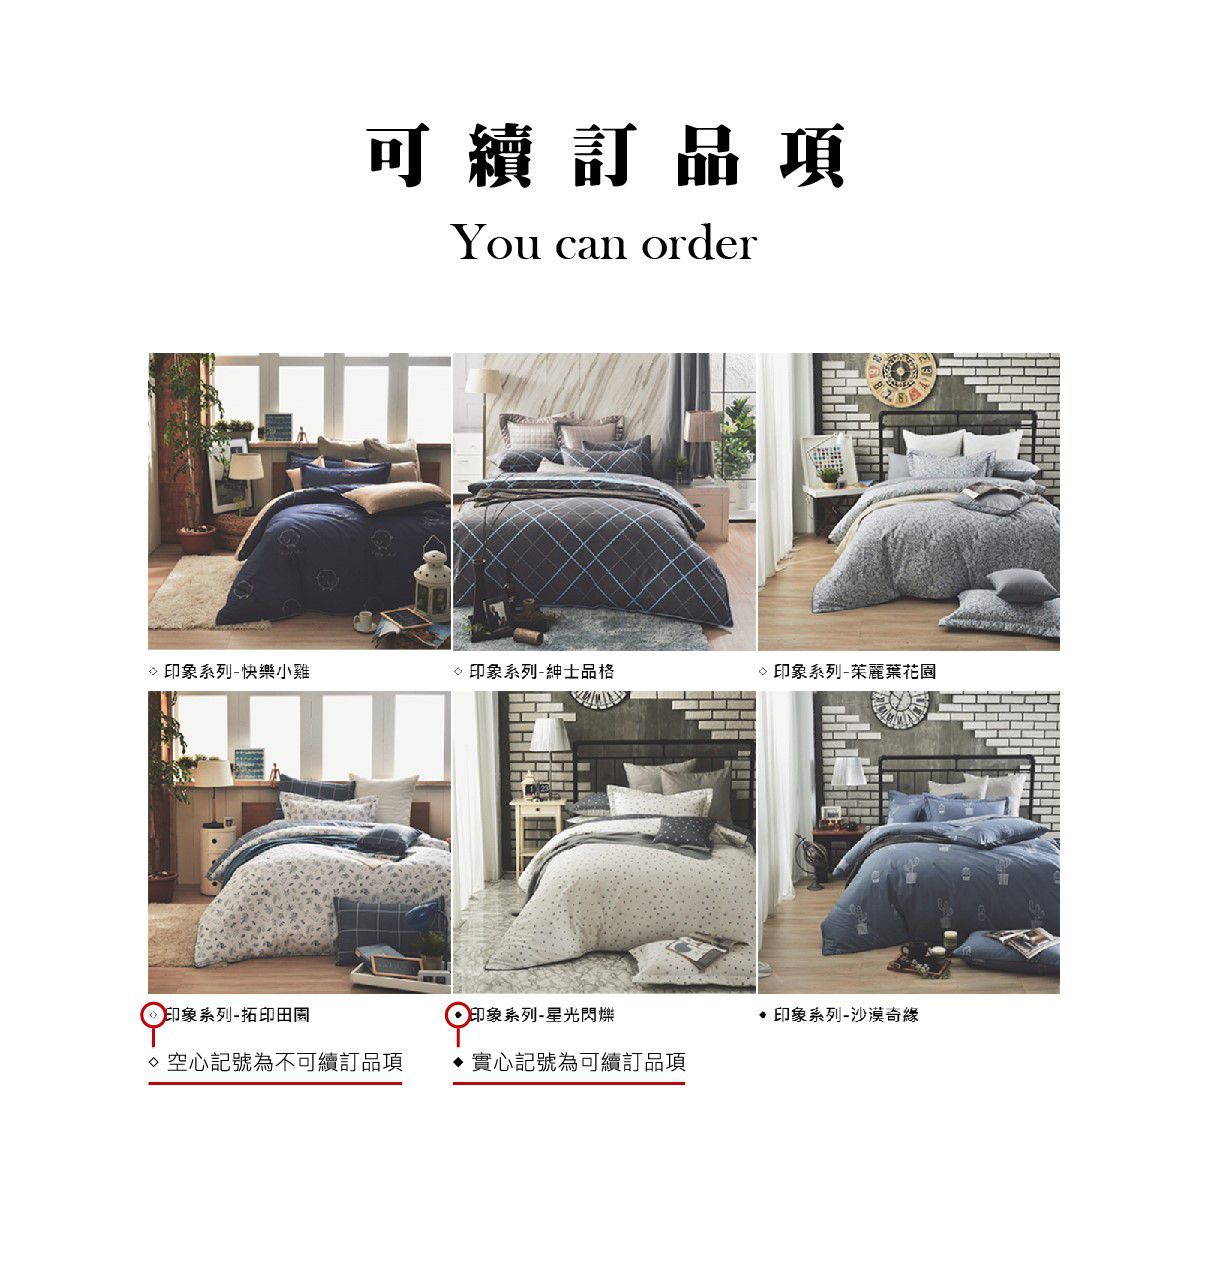 可續訂品項
You can order
◇ 印象系列-快樂小雞
◇ 印象系列-紳士品格
◇ 印象系列-茱麗葉花園
◇ 印象系列-拓印田園
◆ 印象系列-星光閃爍
◆ 印象系列-沙漠奇緣
◇ 空心記號為不可續訂品項
◆ 實心記號為可續訂品項